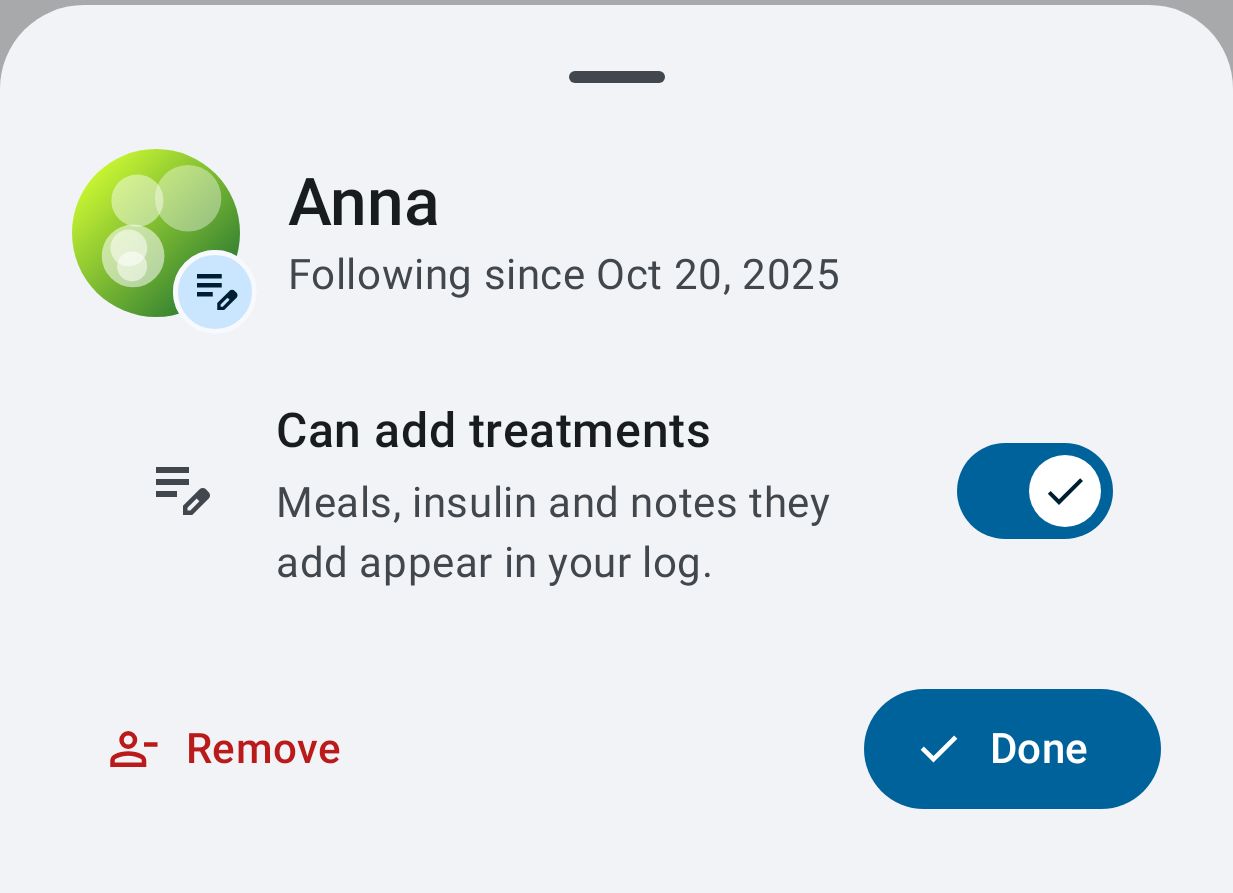 Anna
Following since Oct 20, 2025
Can add treatments
Meals, insulin and notes they
add appear in your log.
Remove
Done